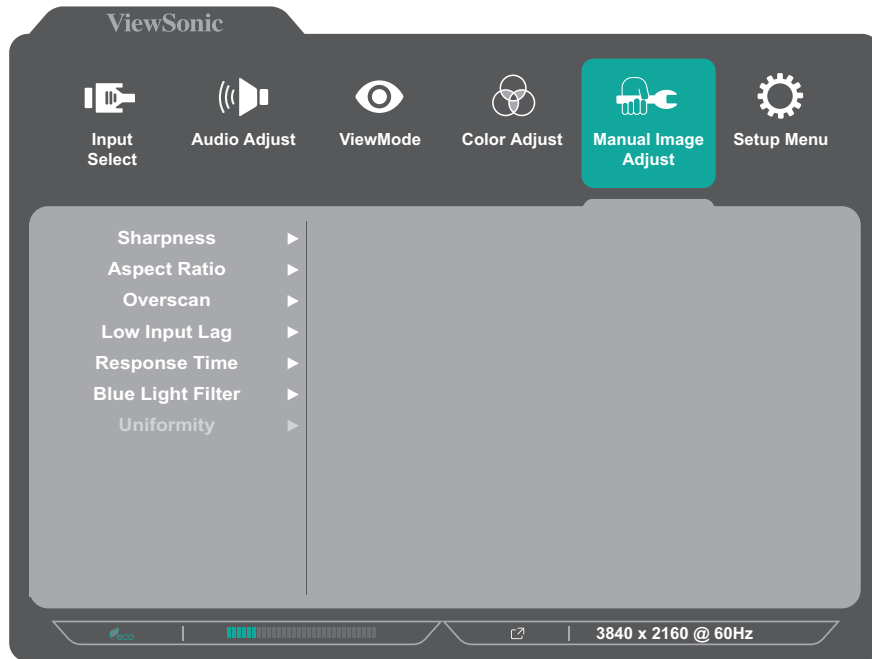 ViewSonic
Input
Select
Audio Adjust
ViewMode
Color Adjust
Manual Image
Adjust
Setup Menu
Sharpness
Aspect Ratio
Overscan
Low Input Lag
Response Time
Blue Light Filter
Uniformity
eco
3840 x 2160 @ 60Hz